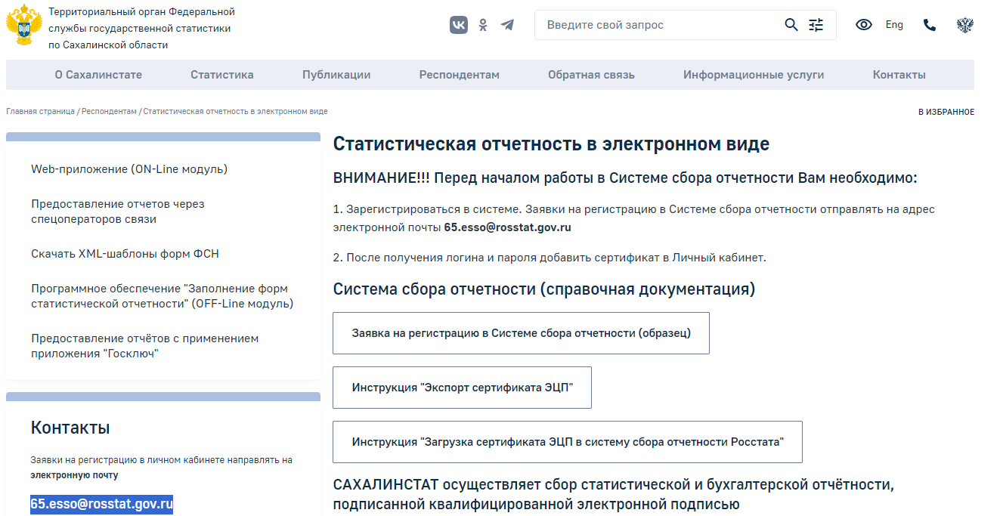 Территориальный орган Федеральной
службы государственной статистики
по Сахалинской области
Введите свой запрос
Eng
О Сахалинстате
Статистика
Публикации
Респондентам
Обратная связь
Информационные услуги
Контакты
Главная страница / Респондентам / Статистическая отчетность в электронном виде
В ИЗБРАННОЕ
Web-приложение (ON-Line модуль)
Предоставление отчетов через
спецоператоров связи
Скачать XML-шаблоны форм ФСН
Программное обеспечение "Заполнение форм
статистической отчетности" (OFF-Line модуль)
Предоставление отчётов с применением
приложения "Госключ"
Контакты
Заявки на регистрацию в личном кабинете направлять на
электронную почту
65.esso@rosstat.gov.ru
Статистическая отчетность в электронном виде
ВНИМАНИЕ!!! Перед началом работы в Системе сбора отчетности Вам необходимо:
1. Зарегистрироваться в системе. Заявки на регистрацию в Системе сбора отчетности отправлять на адрес
электронной почты 65.esso@rosstat.gov.ru
2. После получения логина и пароля добавить сертификат в Личный кабинет.
Система сбора отчетности (справочная документация)
Заявка на регистрацию в Системе сбора отчетности (образец)
Инструкция "Экспорт сертификата ЭЦП"
Инструкция "Загрузка сертификата ЭЦП в систему сбора отчетности Росстата"
САХАЛИНСТАТ осуществляет сбор статистической и бухгалтерской отчётности,
подписанной квалифицированной электронной подписью